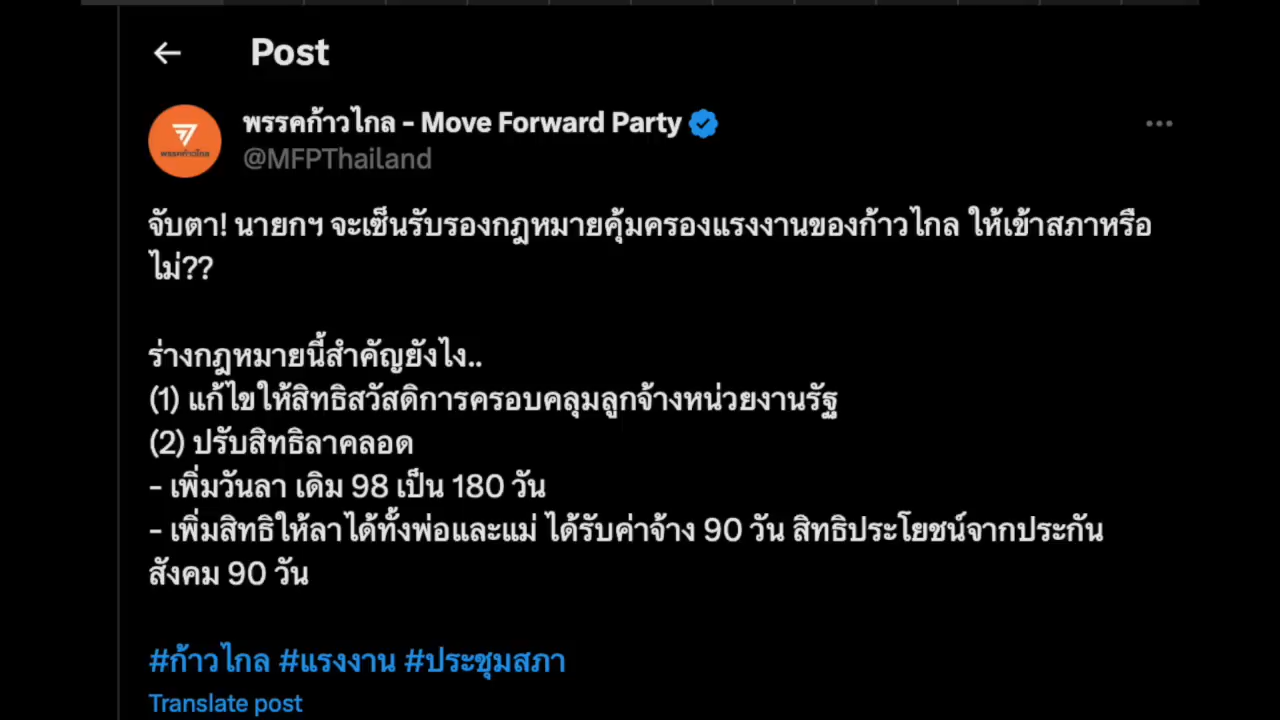 Post
พรรคก้าวไกล - Move Forward Party
พรรคก้าวไกล
@MFPThailand
จับตา! นายกฯ จะเซ็นรับรองกฎหมายคุ้มครองแรงงานของก้าวไกล ให้เข้าสภาหรือ
ไม่??
ร่างกฎหมายนี้สำคัญยังไง..
(1) แก้ไขให้สิทธิสวัสดิการครอบคลุมลูกจ้างหน่วยงานรัฐ
(2) ปรับสิทธิลาคลอด
- เพิ่มวันลา เดิม 98 เป็น 180 วัน
- เพิ่มสิทธิให้ลาได้ทั้งพ่อและแม่ ได้รับค่าจ้าง 90 วัน สิทธิประโยชน์จากประกัน
สังคม 90 วัน
#ก้าวไกล #แรงงาน #ประชุมสภา
Translate post